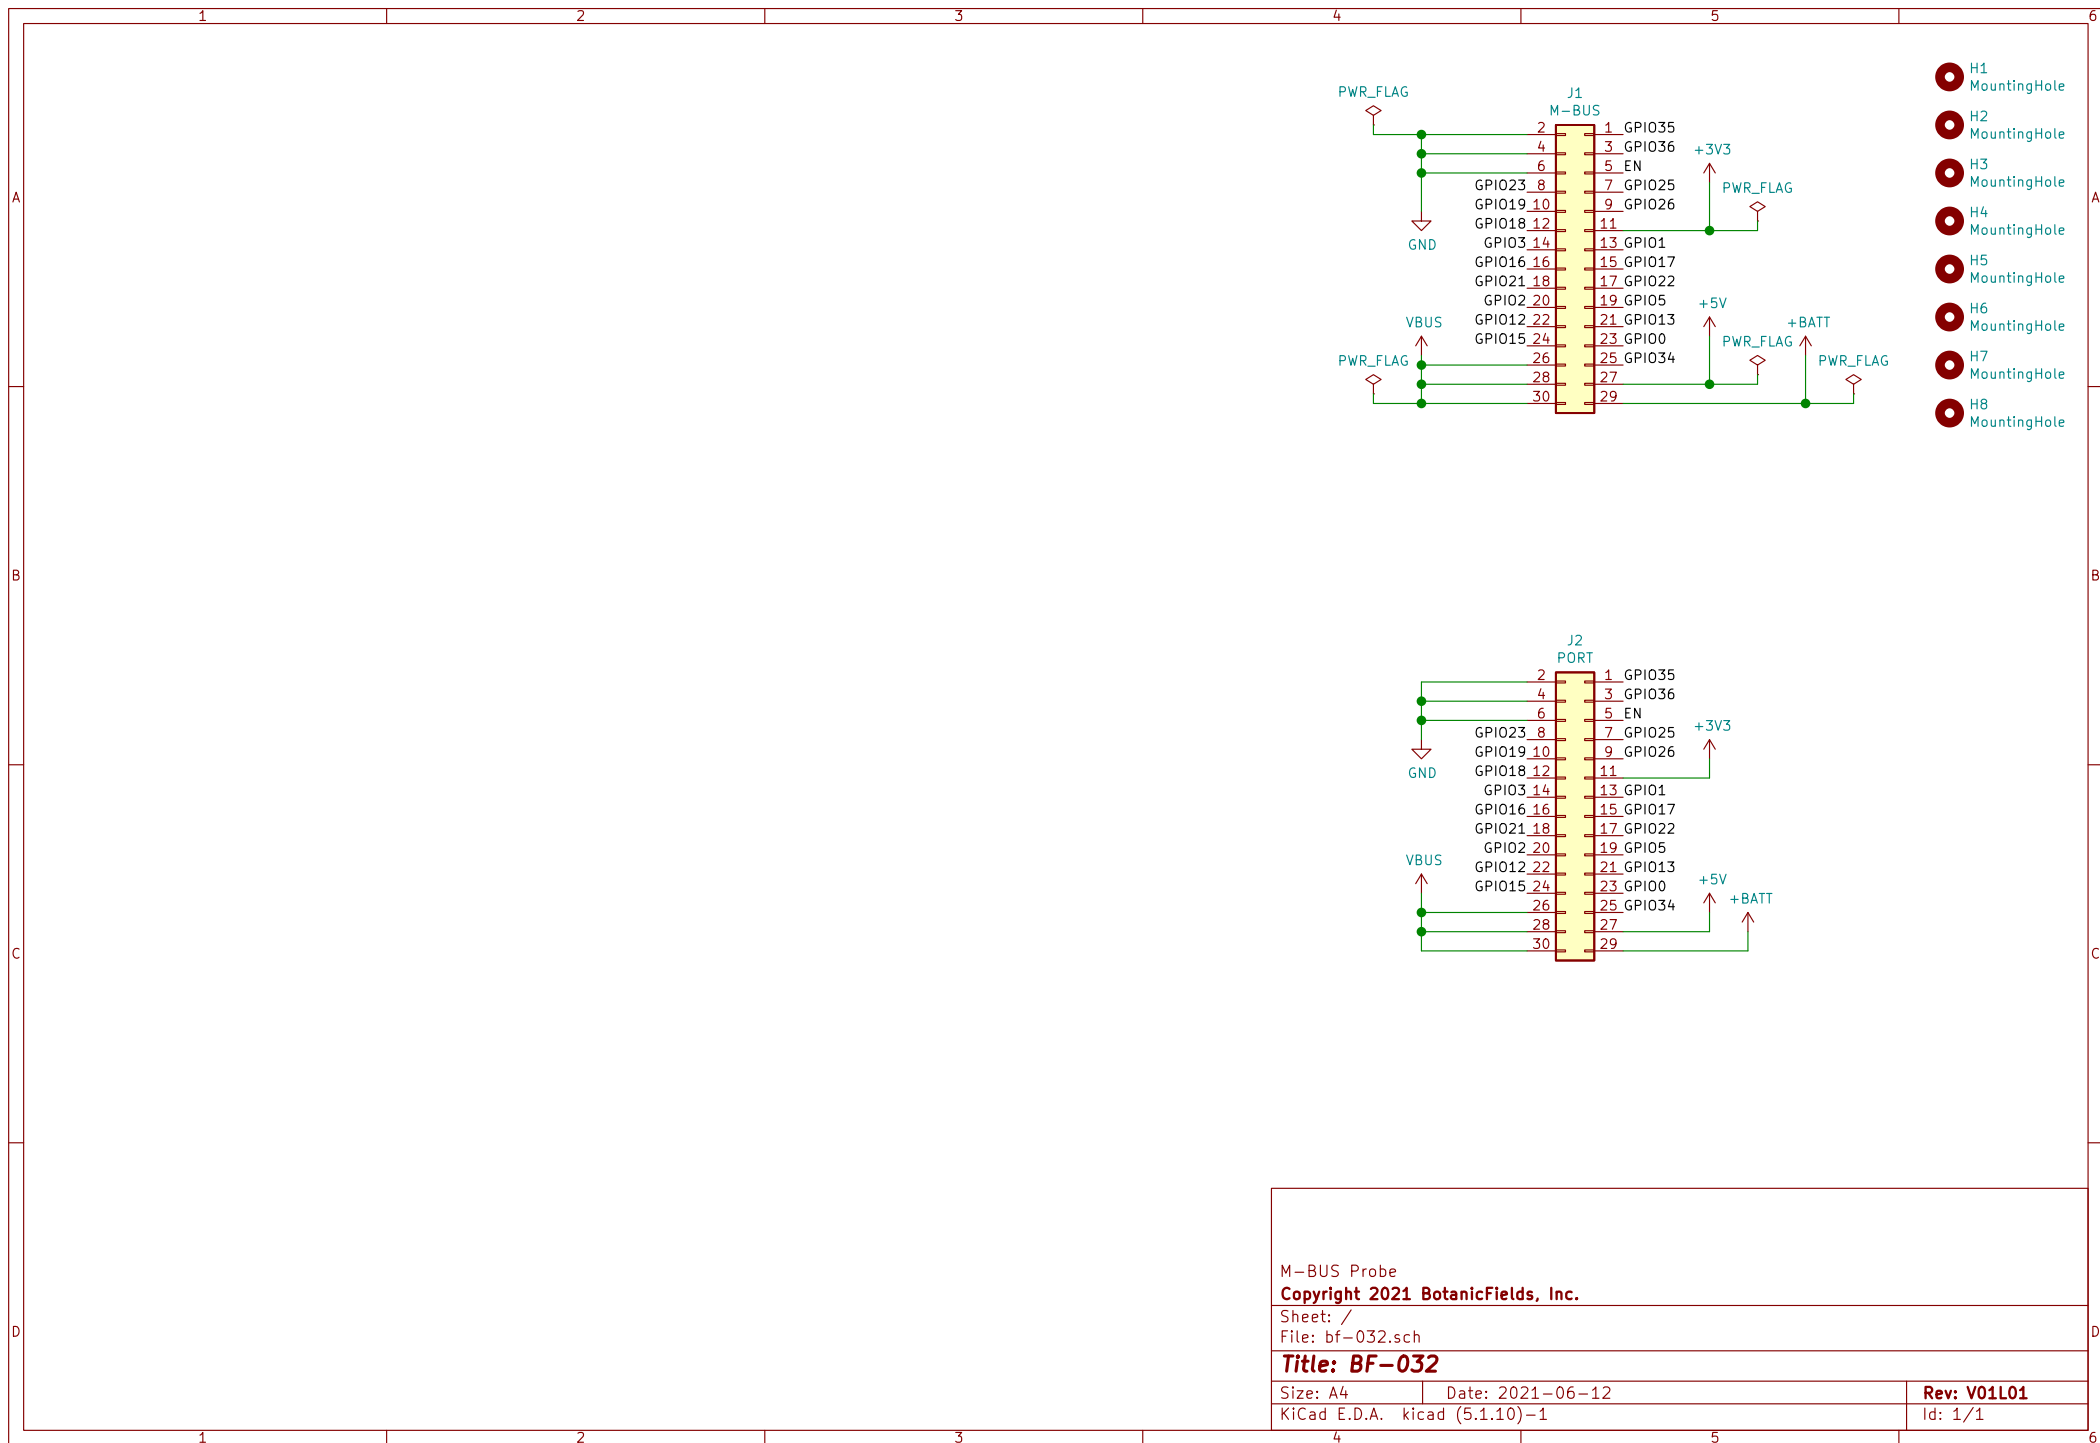 1 2 3 4 5 6
A
B
C
D
A
B
C
D
PWR_FLAG
J1
M-BUS
2 1 GPIO35
4 3 GPIO36
6 5 EN
GPIO23 8 7 GPIO25
GPIO19 10 9 GPIO26
GPIO18 12 11
GPIO3 14 13 GPIO1
GPIO16 16 15 GPIO17
GPIO21 18 17 GPIO22
GPIO2 20 19 GPIO5
GPIO12 22 21 GPIO13
GPIO15 24 23 GPIO0
26 25 GPIO34
28 27
30 29
GND
VBUS
PWR_FLAG
+3V3
PWR_FLAG
+5V
PWR_FLAG
+BATT
PWR_FLAG
H1
MountingHole
H2
MountingHole
H3
MountingHole
H4
MountingHole
H5
MountingHole
H6
MountingHole
H7
MountingHole
H8
MountingHole
J2
PORT
2 1 GPIO35
4 3 GPIO36
6 5 EN
GPIO23 8 7 GPIO25
GPIO19 10 9 GPIO26
GPIO18 12 11
GPIO3 14 13 GPIO1
GPIO16 16 15 GPIO17
GPIO21 18 17 GPIO22
GPIO2 20 19 GPIO5
GPIO12 22 21 GPIO13
GPIO15 24 23 GPIO0
26 25 GPIO34
28 27
30 29
GND
VBUS
+3V3
+5V
+BATT
M-BUS Probe
Copyright 2021 BotanicFields, Inc.
Sheet: /
File: bf-032.sch
Title: BF-032
Size: A4 Date: 2021-06-12 Rev: V01L01
KiCad E.D.A. kicad (5.1.10)-1 Id: 1/1
1 2 3 4 5 6